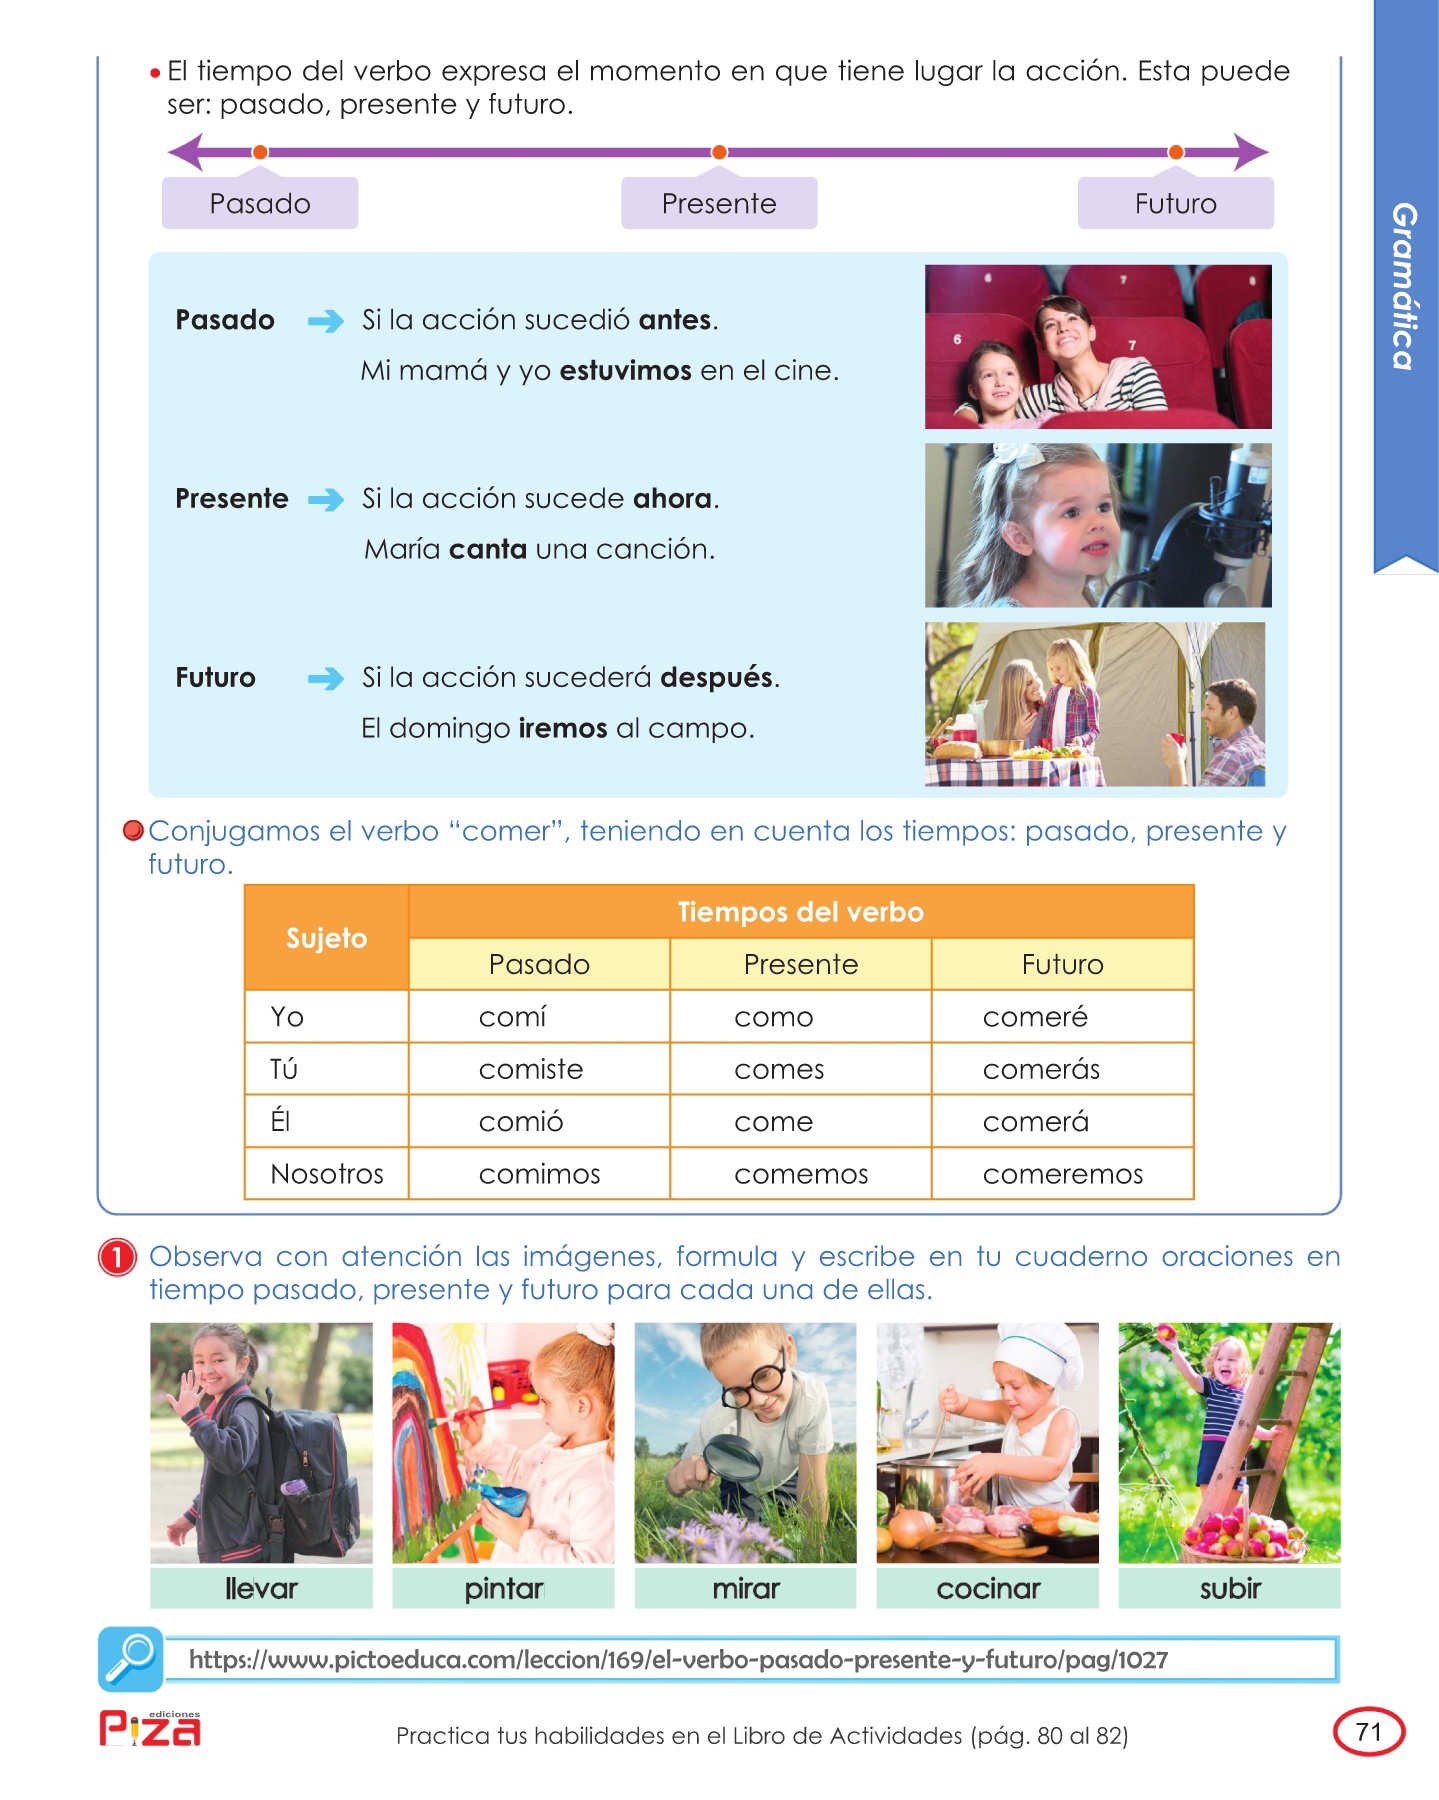 • El tiempo del verbo expresa el momento en que tiene lugar la acción. Esta puede
ser: pasado, presente y futuro.
Pasado Presente Futuro
Gramática
6 7 8
6 7
Pasado Si la acción sucedió antes.
Mi mamá y yo estuvimos en el cine.
Presente Si la acción sucede ahora.
María canta una canción.
Futuro Si la acción sucederá después.
El domingo iremos al campo.
Conjugamos el verbo “comer”, teniendo en cuenta los tiempos: pasado, presente y
futuro.
Sujeto Tiempos del verbo
Pasado Presente Futuro
Yo comí como comeré
Tú comiste comes comerás
Él comió come comerá
Nosotros comimos comemos comeremos
1 Observa con atención las imágenes, formula y escribe en tu cuaderno oraciones en
tiempo pasado, presente y futuro para cada una de ellas.
llevar pintar mirar cocinar subir
https://www.pictoeduca.com/leccion/169/el-verbo-pasado-presente-y-futuro/pag/1027
ediciones
Piza
Practica tus habilidades en el Libro de Actividades (pág. 80 al 82)
71